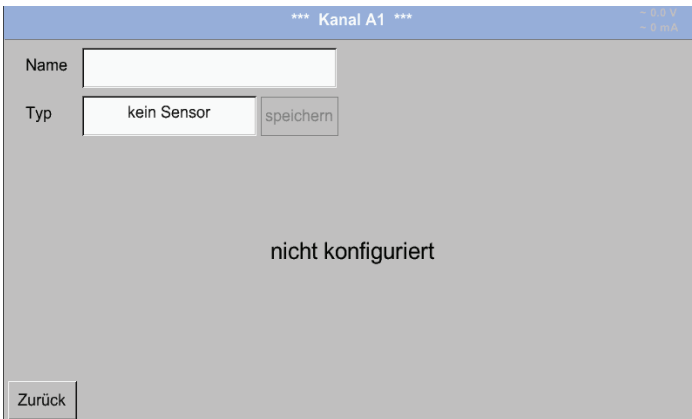 *** Kanal A1 ***
~ 0.0 V
~ 0 mA
Name
Typ
kein Sensor
speichern
nicht konfiguriert
Zurück